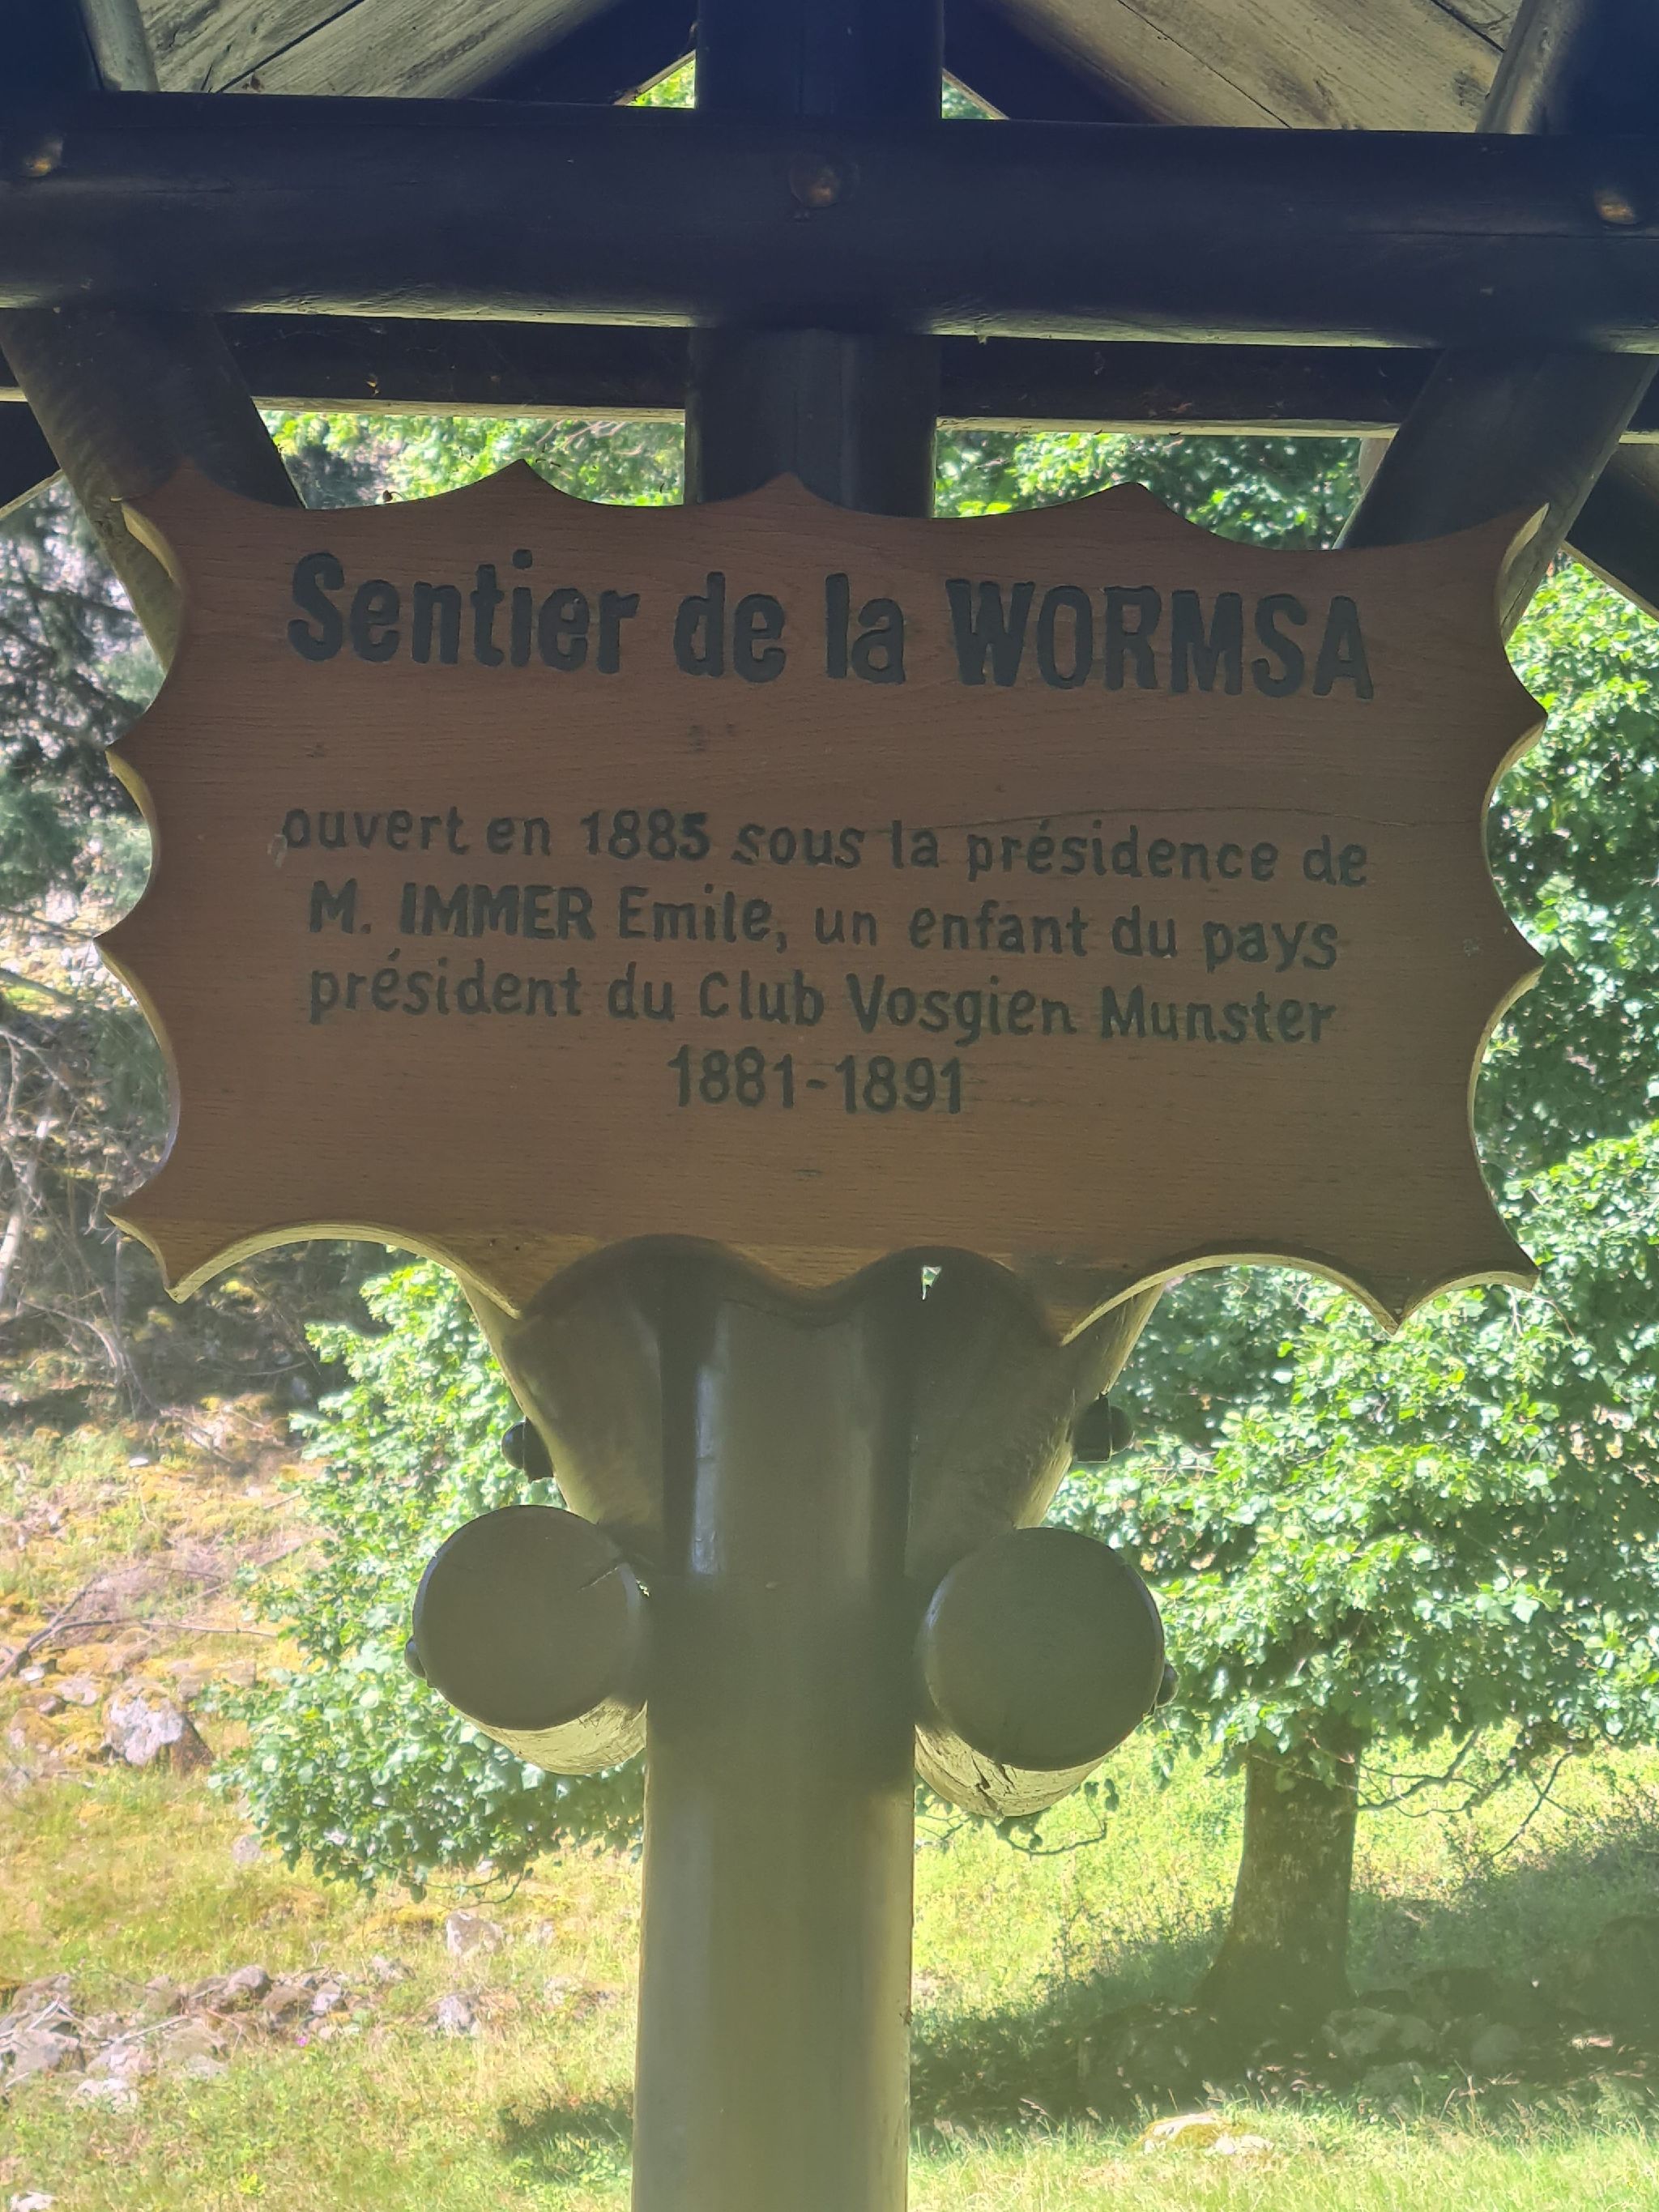 Sentier de la WORMSA
ouvert en 1885 sous la présidence de
M. IMMER Emile, un enfant du pays
président du Club Vosgien Munster
1881-1891